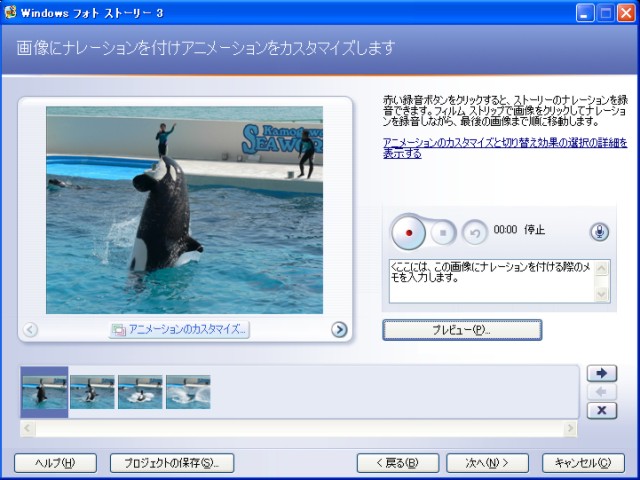 Windows フォト ストーリー 3
画像にナレーションを付けアニメーションをカスタマイズします
赤い録音ボタンをクリックすると、ストーリーのナレーションを録
音できます。フィルム ストリップで画像をクリックしてナレーショ
ンを録音しながら、最後の画像まで順に移動します。
アニメーションのカスタマイズと切り替え効果の選択の詳細を
表示する
Kamogawa
SEAWORLD
00:00 停止
<ここには、この画像にナレーションを付ける際のメ
モを入力します。
アニメーションのカスタマイズ...
プレビュー(P)...
ヘルプ(H)
プロジェクトの保存(S)...
< 戻る(B)
次へ(N) >
キャンセル(C)